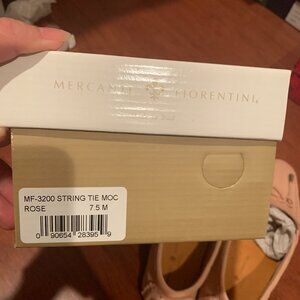 MERCANTI FIORENTINI
MF-3200 STRING TIE MOC
ROSE 7.5 M
0 90654 28395 9